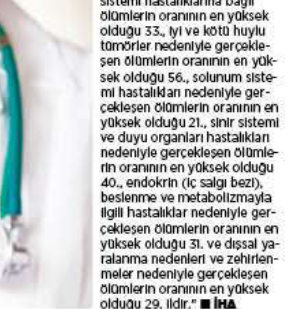 sistemi hastalıklarına bağlı
ölümlerin oranının en yüksek
olduğu 33., iyi ve kötü huylu
tümörler nedeniyle gerçekle-
şen ölümlerin oranının en yük-
sek olduğu 56., solunum siste-
mi hastalıkları nedeniyle ger-
çekleşen ölümlerin oranının en
yüksek olduğu 21., sinir sistemi
ve duyu organları hastalıkları
nedeniyle gerçekleşen ölümle-
rin oranının en yüksek olduğu
40., endokrin (iç salgı bezi),
beslenme ve metabolizmayla
ilgili hastalıklar nedeniyle ger-
çekleşen ölümlerin oranının en
yüksek olduğu 31. ve dışsal ya-
ralanma nedenleri ve zehirlen-
meler nedeniyle gerçekleşen
ölümlerin oranının en yüksek
olduğu 29. ildir." ■ İHA